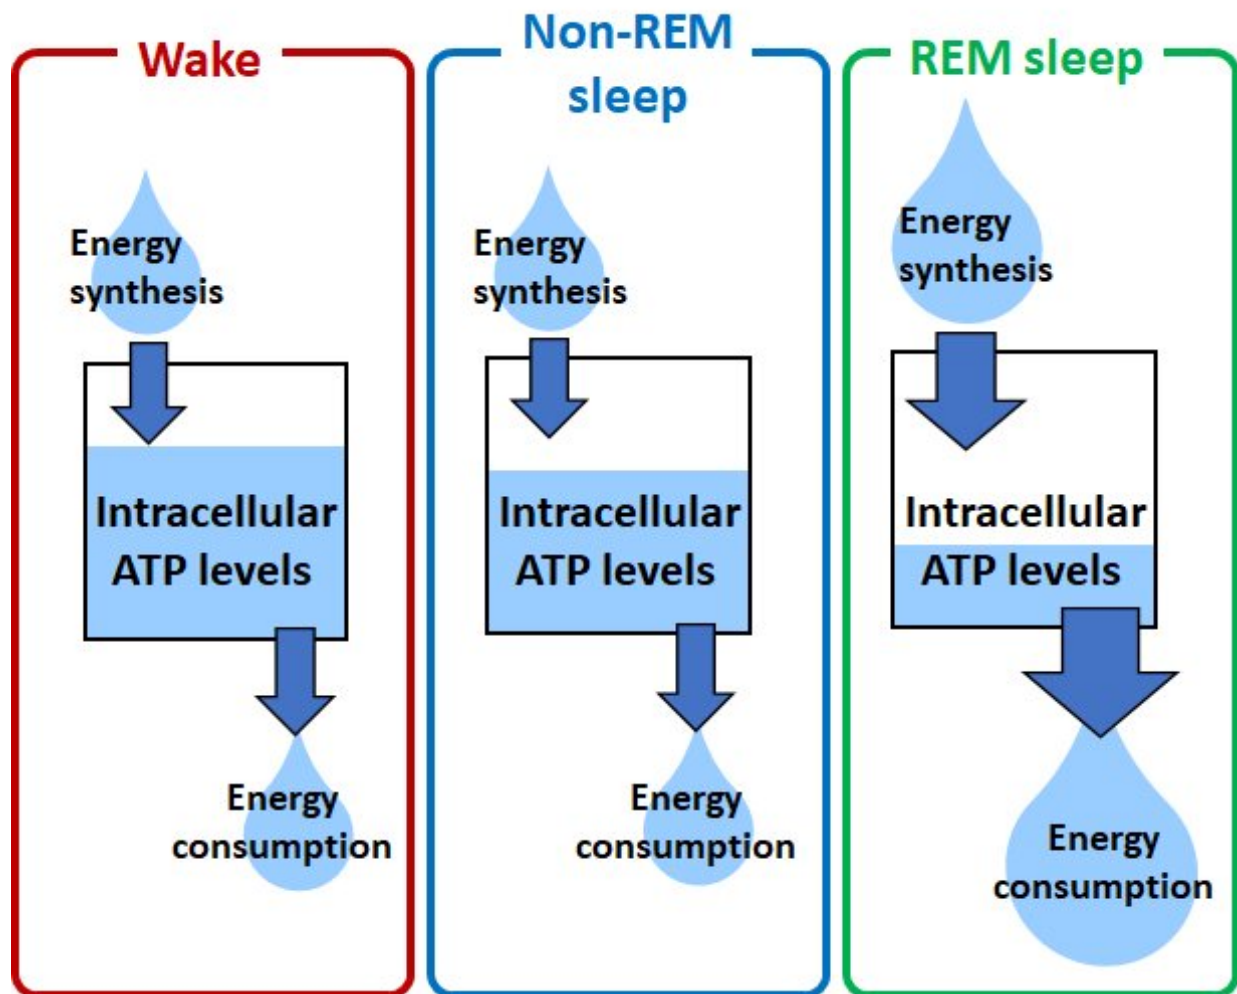 Wake
Energy
synthesis
Intracellular
ATP levels
Energy
consumption
Non-REM
sleep
Energy
synthesis
Intracellular
ATP levels
Energy
consumption
REM sleep
Energy
synthesis
Intracellular
ATP levels
Energy
consumption